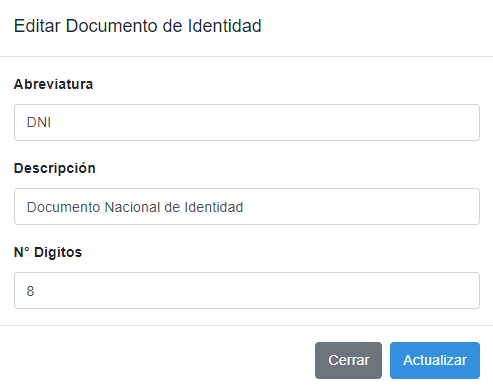 Editar Documento de Identidad
Abreviatura
DNI
Descripción
Documento Nacional de Identidad
N° Digitos
8
Cerrar Actualizar